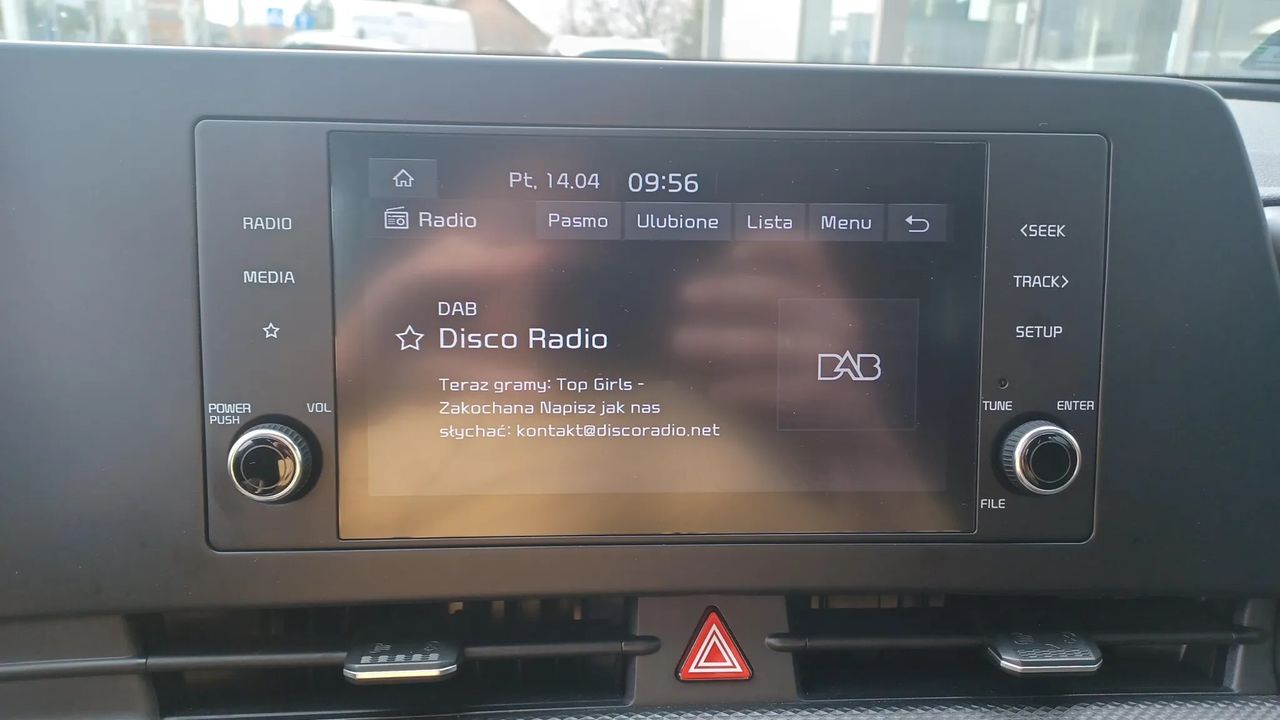 Pt. 14.04 09:56
Radio Pasmo Ulubione Lista Menu
RADIO
MEDIA
<SEEK
TRACK>
SETUP
DAB
Disco Radio
Teraz gramy: Top Girls -
Zakochana Napisz jak nas
słychać: kontakt@discoradio.net
DAB
POWER
PUSH
VOL
TUNE
ENTER
FILE